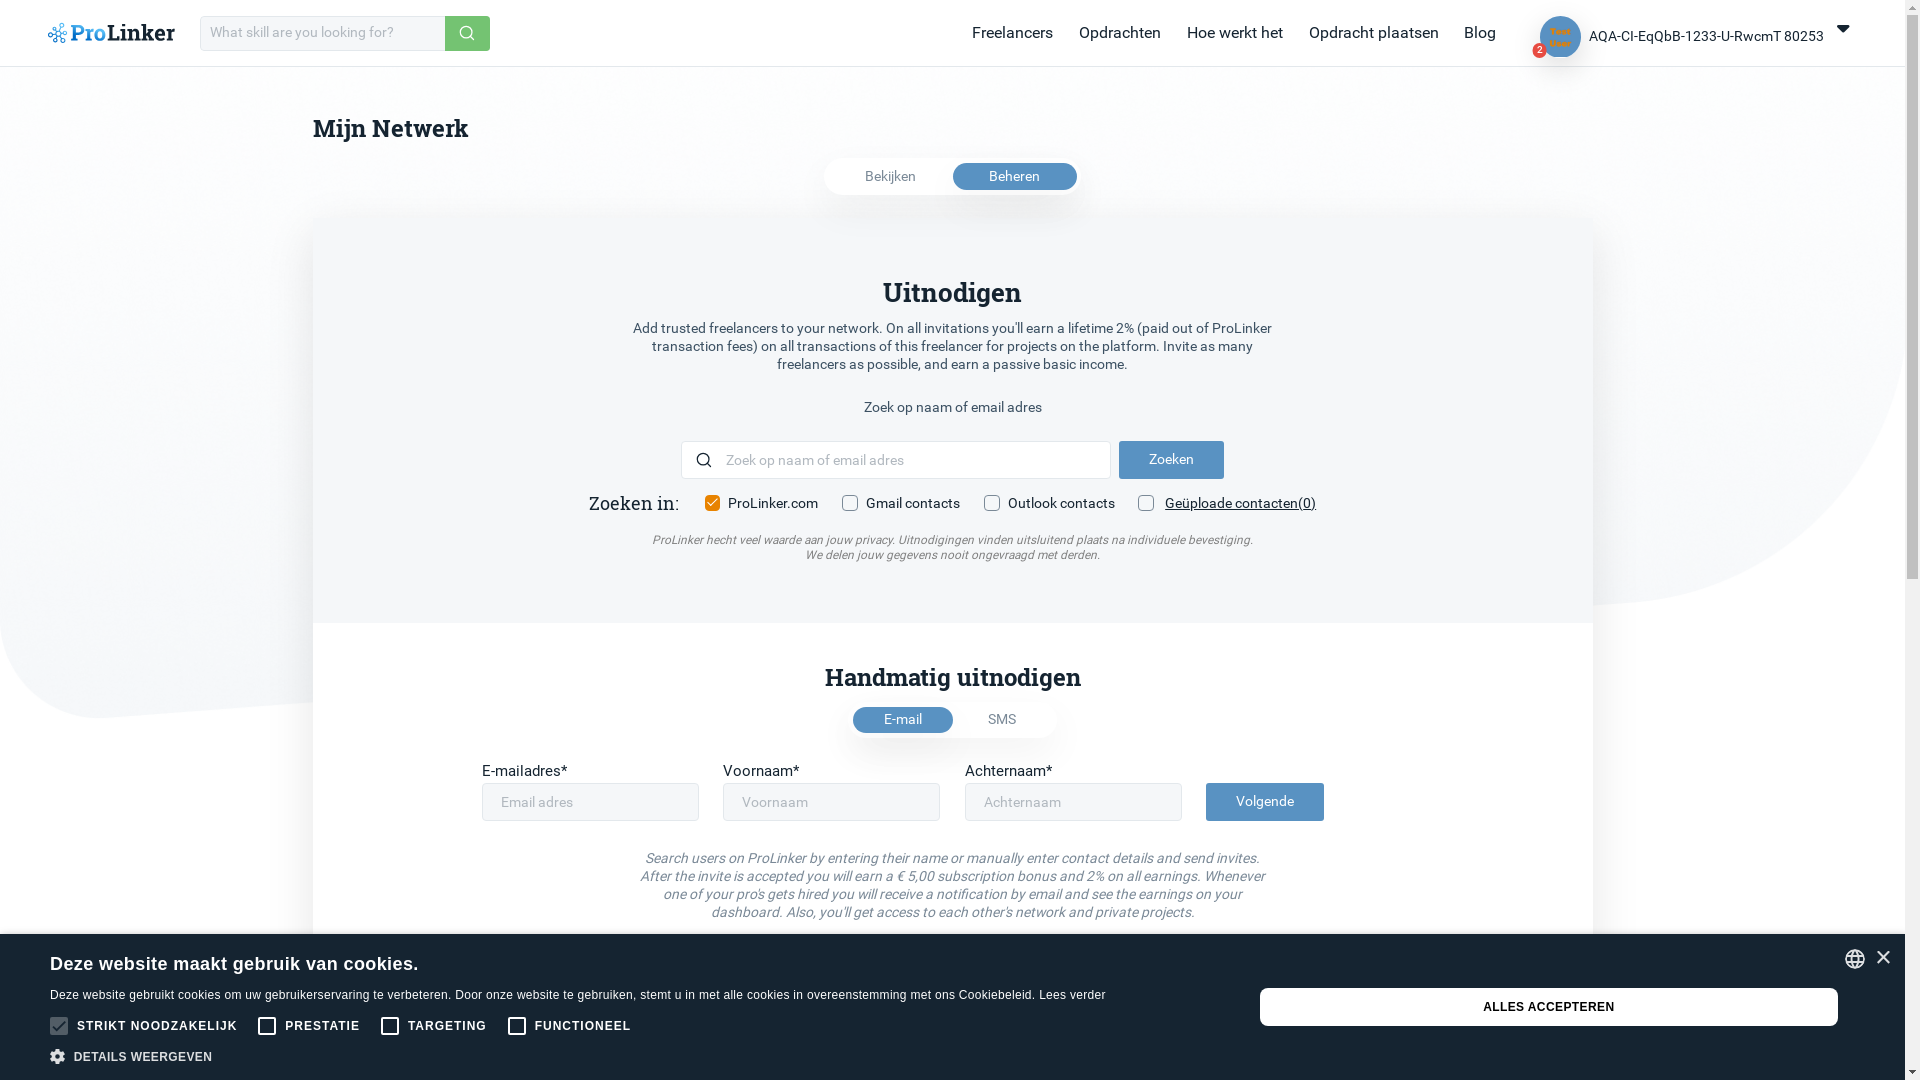 ProLinker
What skill are you looking for?
Freelancers
Opdrachten
Hoe werkt het
Opdracht plaatsen
Blog
Test
User
2
AQA-CI-EqQbB-1233-U-RwcmT 80253
Mijn Netwerk
Bekijken
Beheren
Uitnodigen
Add trusted freelancers to your network. On all invitations you'll earn a lifetime 2% (paid out of ProLinker
transaction fees) on all transactions of this freelancer for projects on the platform. Invite as many
freelancers as possible, and earn a passive basic income.
Zoek op naam of email adres
Zoek op naam of email adres
Zoeken
Zoeken in:
ProLinker.com
Gmail contacts
Outlook contacts
Geüploade contacten(0)
ProLinker hecht veel waarde aan jouw privacy. Uitnodigingen vinden uitsluitend plaats na individuele bevestiging.
We delen jouw gegevens nooit ongevraagd met derden.
Handmatig uitnodigen
E-mail
SMS
E-mailadres*
Voornaam*
Achternaam*
Email adres
Voornaam
Achternaam
Volgende
Search users on ProLinker by entering their name or manually enter contact details and send invites.
After the invite is accepted you will earn a € 5,00 subscription bonus and 2% on all earnings. Whenever
one of your pro's gets hired you will receive a notification by email and see the earnings on your
dashboard. Also, you'll get access to each other's network and private projects.
Deze website maakt gebruik van cookies.
Deze website gebruikt cookies om uw gebruikerservaring te verbeteren. Door onze website te gebruiken, stemt u in met alle cookies in overeenstemming met ons Cookiebeleid. Lees verder
STRIKT NOODZAKELIJK
PRESTATIE
TARGETING
FUNCTIONEEL
DETAILS WEERGEVEN
ALLES ACCEPTEREN
×